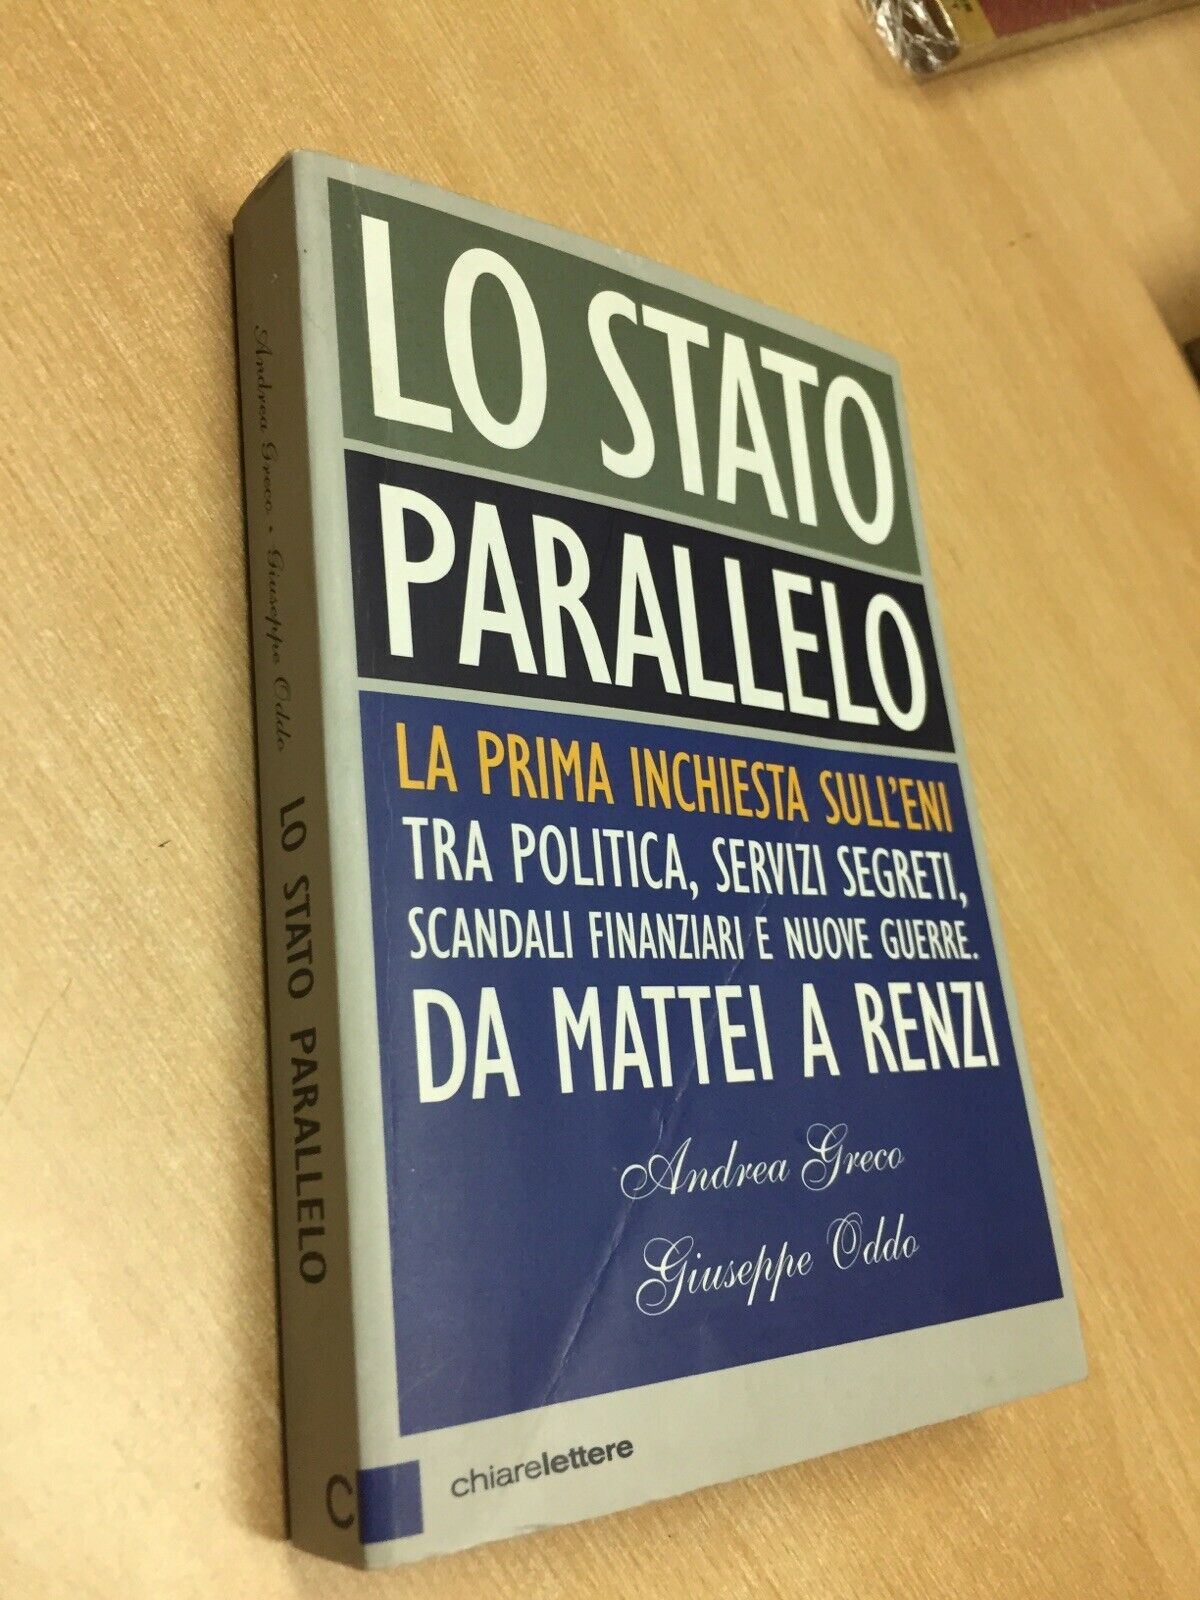 LO STATO
PARALLELO
LA PRIMA INCHIESTA SULL'ENI
TRA POLITICA, SERVIZI SEGRETI,
SCANDALI FINANZIARI E NUOVE GUERRE.
DA MATTEI A RENZI
Andrea Greco
Giuseppe Oddo
chiarelettere
Andrea Greco • Giuseppe Oddo LO STATO PARALLELO
C